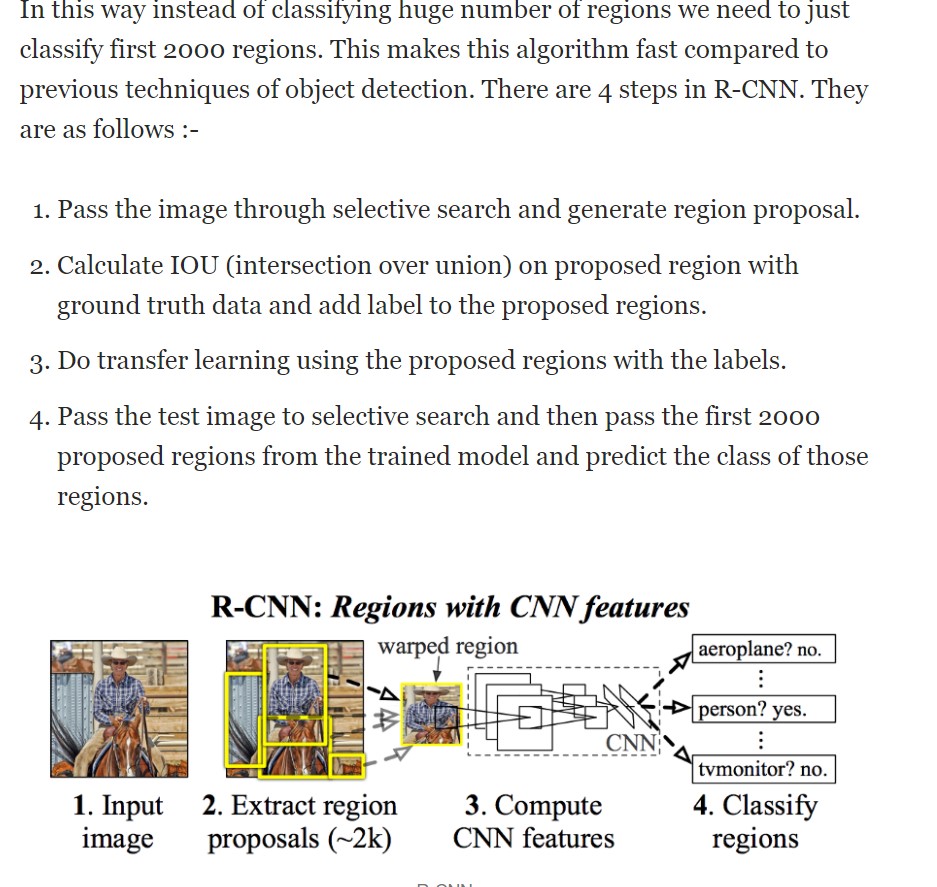 In this way instead of classifying huge number of regions we need to just
classify first 2000 regions. This makes this algorithm fast compared to
previous techniques of object detection. There are 4 steps in R-CNN. They
are as follows :-
1. Pass the image through selective search and generate region proposal.
2. Calculate IOU (intersection over union) on proposed region with
ground truth data and add label to the proposed regions.
3. Do transfer learning using the proposed regions with the labels.
4. Pass the test image to selective search and then pass the first 2000
proposed regions from the trained model and predict the class of those
regions.
R-CNN: Regions with CNN features
warped region
aeroplane? no.
⋮
person? yes.
⋮
tvmonitor? no.
CNN
1. Input
image
2. Extract region
proposals (~2k)
3. Compute
CNN features
4. Classify
regions